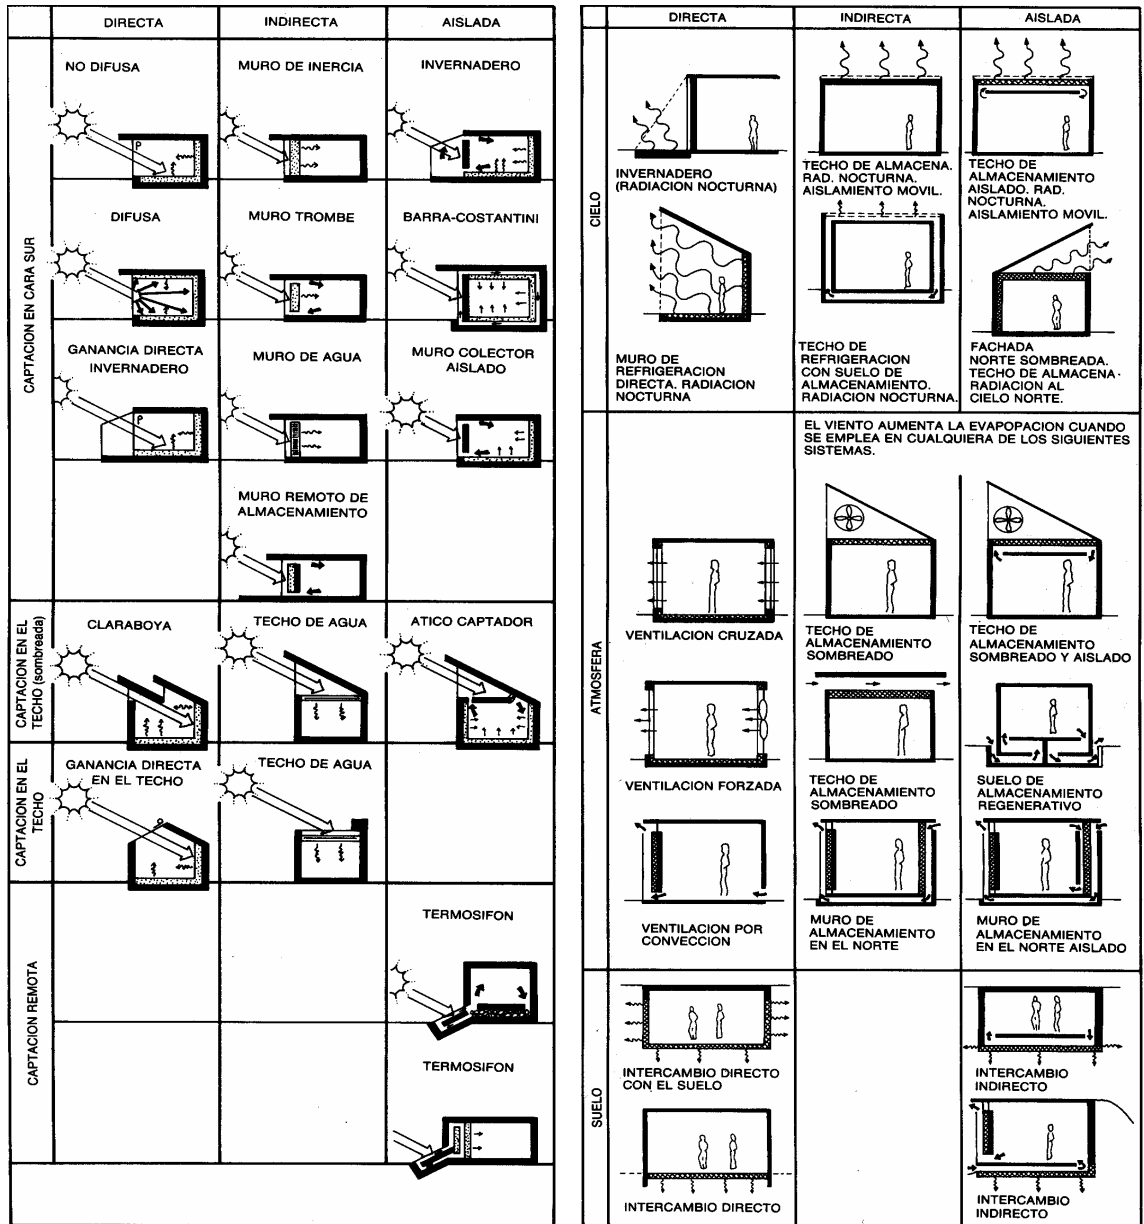 DIRECTA
INDIRECTA
AISLADA
CAPTACION EN CARA SUR
NO DIFUSA
MURO DE INERCIA
INVERNADERO
DIFUSA
MURO TROMBE
BARRA-COSTANTINI
GANANCIA DIRECTA
INVERNADERO
MURO DE AGUA
MURO COLECTOR
AISLADO
MURO REMOTO DE
ALMACENAMIENTO
CAPTACION EN EL
TECHO (sombreada)
CLARABOYA
TECHO DE AGUA
ATICO CAPTADOR
CAPTACION EN EL
TECHO
GANANCIA DIRECTA
EN EL TECHO
TECHO DE AGUA
CAPTACION REMOTA
TERMOSIFON
TERMOSIFON
DIRECTA
INDIRECTA
AISLADA
CIELO
INVERNADERO
(RADIACION NOCTURNA)
TECHO DE ALMACENA.
RAD. NOCTURNA.
AISLAMIENTO MOVIL.
TECHO DE
ALMACENAMIENTO
AISLADO. RAD.
NOCTURNA.
AISLAMIENTO MOVIL.
MURO DE
REFRIGERACION
DIRECTA. RADIACION
NOCTURNA
TECHO DE
REFRIGERACION
CON SUELO DE
ALMACENAMIENTO.
RADIACION NOCTURNA.
FACHADA
NORTE SOMBREADA.
TECHO DE ALMACENA-
RADIACION AL
CIELO NORTE.
ATMOSFERA
EL VIENTO AUMENTA LA EVAPOPACION CUANDO
SE EMPLEA EN CUALQUIERA DE LOS SIGUIENTES
SISTEMAS.
VENTILACION CRUZADA
TECHO DE
ALMACENAMIENTO
SOMBREADO
TECHO DE
ALMACENAMIENTO
SOMBREADO Y AISLADO
VENTILACION FORZADA
TECHO DE
ALMACENAMIENTO
SOMBREADO
SUELO DE
ALMACENAMIENTO
REGENERATIVO
VENTILACION POR
CONVECCION
MURO DE
ALMACENAMIENTO
EN EL NORTE
MURO DE
ALMACENAMIENTO
EN EL NORTE AISLADO
SUELO
INTERCAMBIO DIRECTO
CON EL SUELO
INTERCAMBIO
INDIRECTO
INTERCAMBIO DIRECTO
INTERCAMBIO
INDIRECTO